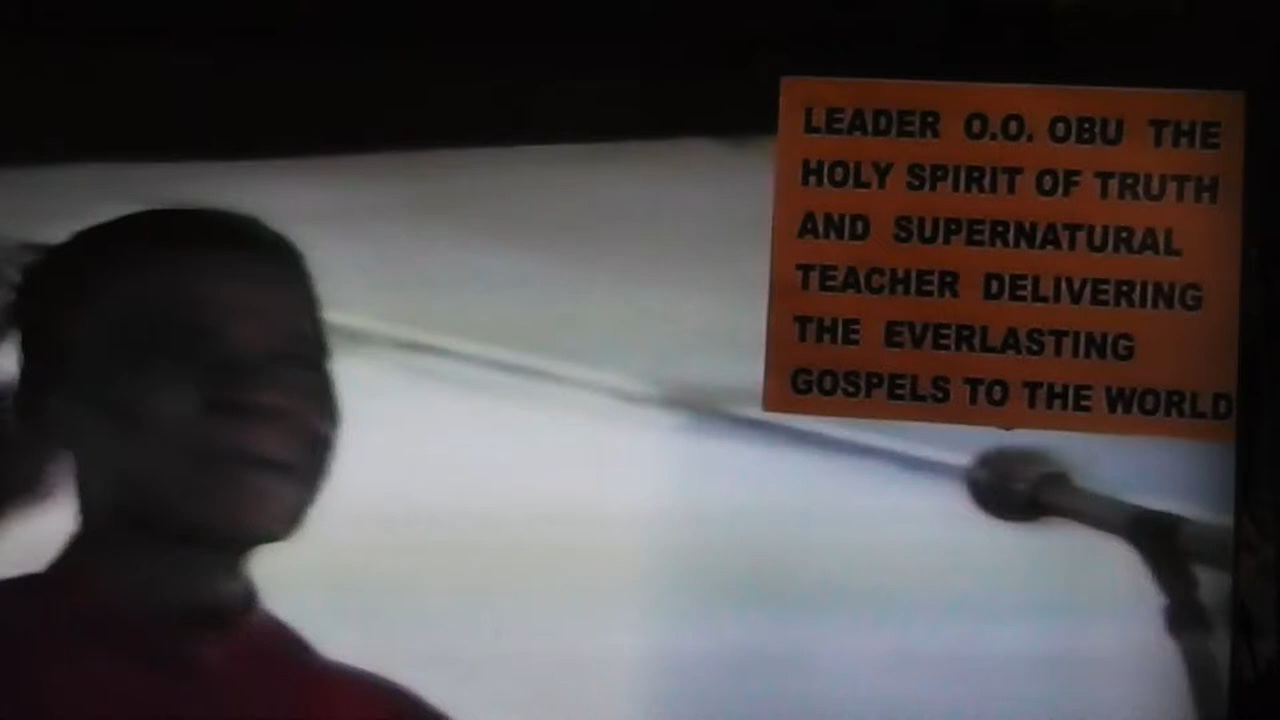 LEADER O.O. OBU THE
HOLY SPIRIT OF TRUTH
AND SUPERNATURAL
TEACHER DELIVERING
THE EVERLASTING
GOSPELS TO THE WORLD